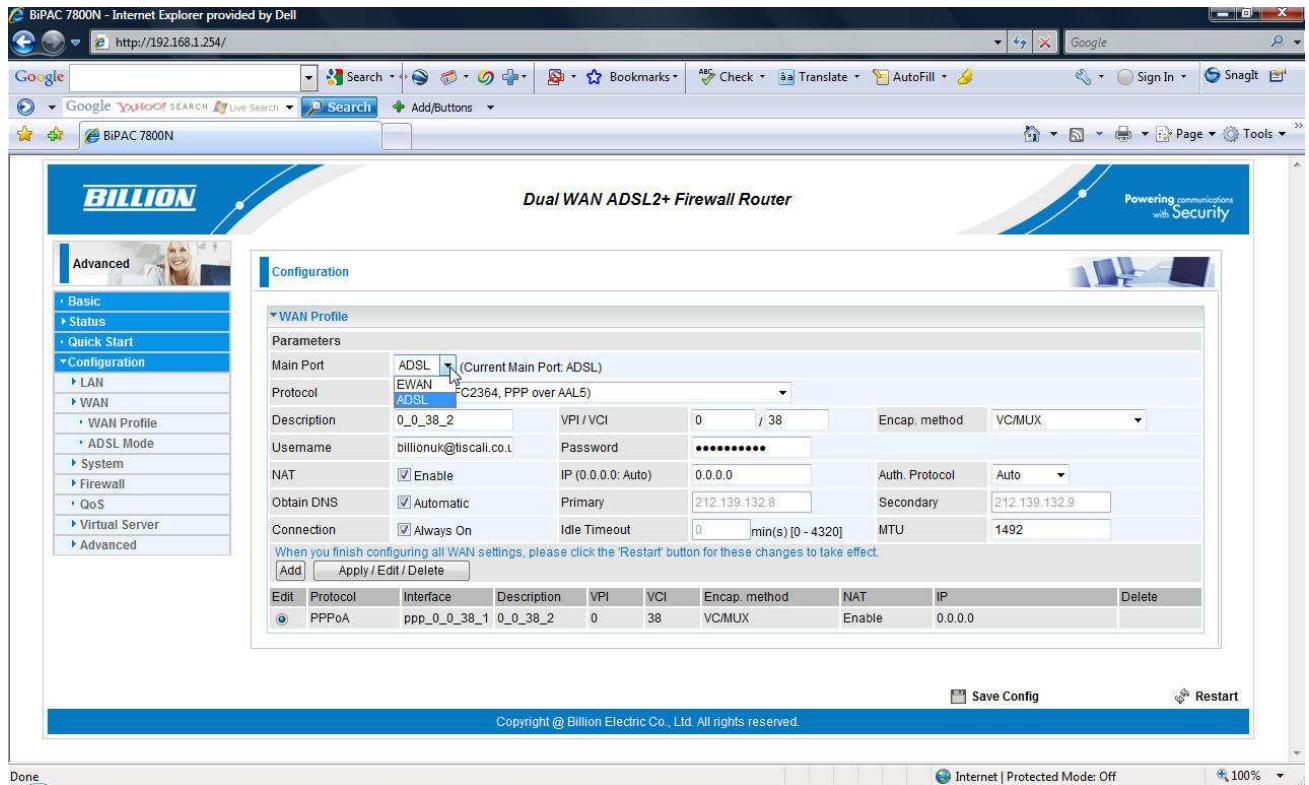 BiPAC 7800N - Internet Explorer provided by Dell
http://192.168.1.254/
Google
Google
Search
Bookmarks
ABC Check
Translate
AutoFill
Sign In
SnagIt
Google YAHOO! SEARCH Live Search
Search
Add/Buttons
BiPAC 7800N
Page
Tools
BILLION
Dual WAN ADSL2+ Firewall Router
Powering communications
with Security
Advanced
Basic
Status
Quick Start
Configuration
LAN
WAN
WAN Profile
ADSL Mode
System
Firewall
QoS
Virtual Server
Advanced
Configuration
WAN Profile
Parameters
Main Port ADSL (Current Main Port: ADSL)
EWAN
ADSL
Protocol FC2364, PPP over AAL5)
Description 0_0_38_2 VPI / VCI 0 / 38 Encap. method VC/MUX
Username billionuk@tiscali.co.u Password ••••••••••
NAT Enable IP (0.0.0.0: Auto) 0.0.0.0 Auth. Protocol Auto
Obtain DNS Automatic Primary 212.139.132.8 Secondary 212.139.132.9
Connection Always On Idle Timeout 0 min(s) [0 - 4320] MTU 1492
When you finish configuring all WAN settings, please click the 'Restart' button for these changes to take effect.
Add Apply / Edit / Delete
Edit Protocol Interface Description VPI VCI Encap. method NAT IP Delete
PPPoA ppp_0_0_38_1 0_0_38_2 0 38 VC/MUX Enable 0.0.0.0
Save Config
Restart
Copyright @ Billion Electric Co., Ltd. All rights reserved.
Done
Internet | Protected Mode: Off
100%